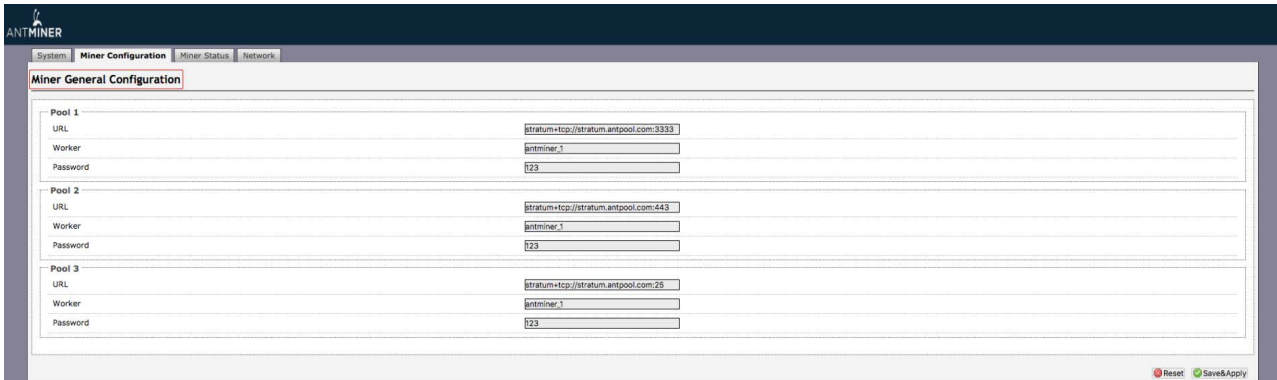 ANTMINER
System Miner Configuration Miner Status Network
Miner General Configuration
Pool 1
URL stratum+tcp://stratum.antpool.com:3333
Worker antminer_1
Password 123
Pool 2
URL stratum+tcp://stratum.antpool.com:443
Worker antminer_1
Password 123
Pool 3
URL stratum+tcp://stratum.antpool.com:25
Worker antminer_1
Password 123
Reset Save&Apply